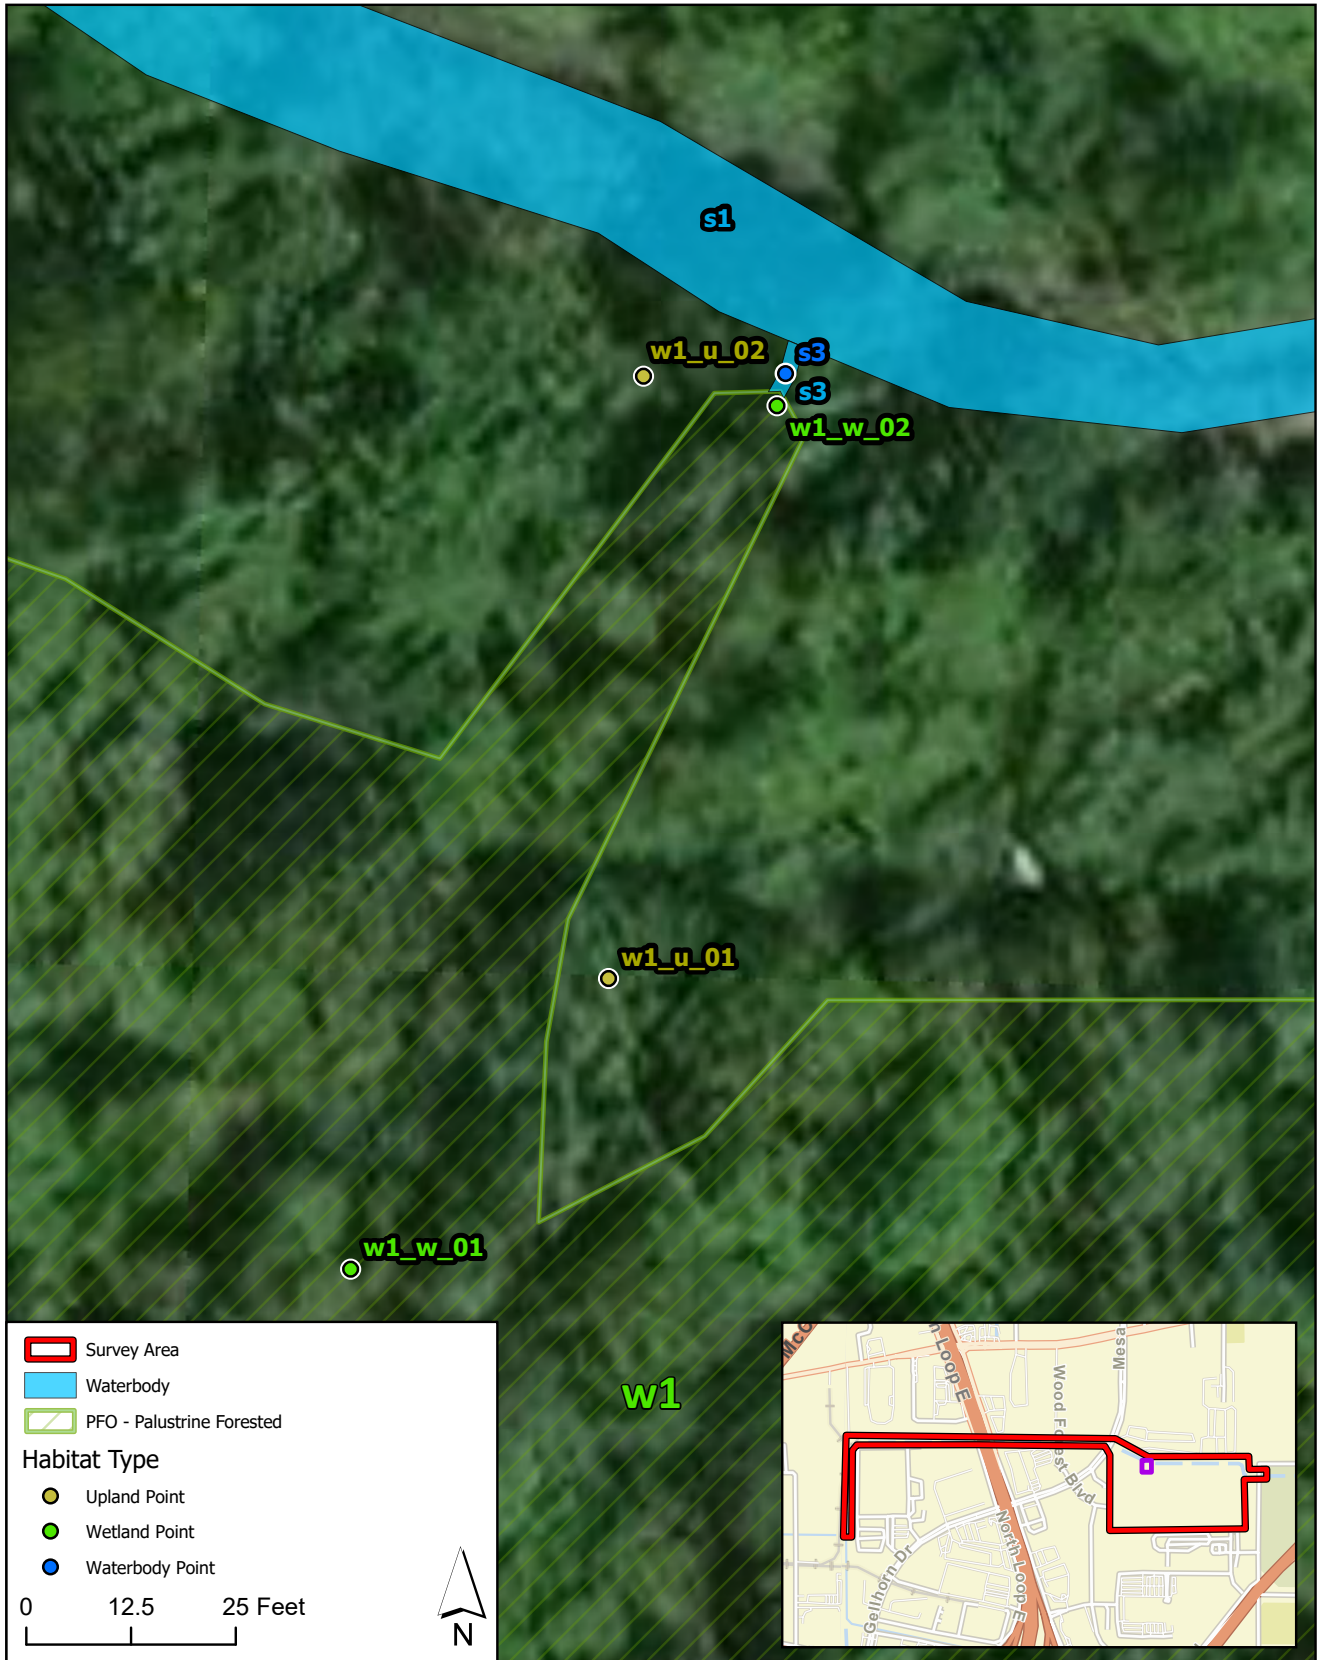 s1
w1_u_02
s3
s3
w1_w_02
w1_u_01
w1_w_01
w1
Survey Area
Waterbody
PFO - Palustrine Forested
Habitat Type
Upland Point
Wetland Point
Waterbody Point
0 12.5 25 Feet
N
Loop E
Mesa
Wood Forest Blvd
North Loop E
Gellhorn Dr